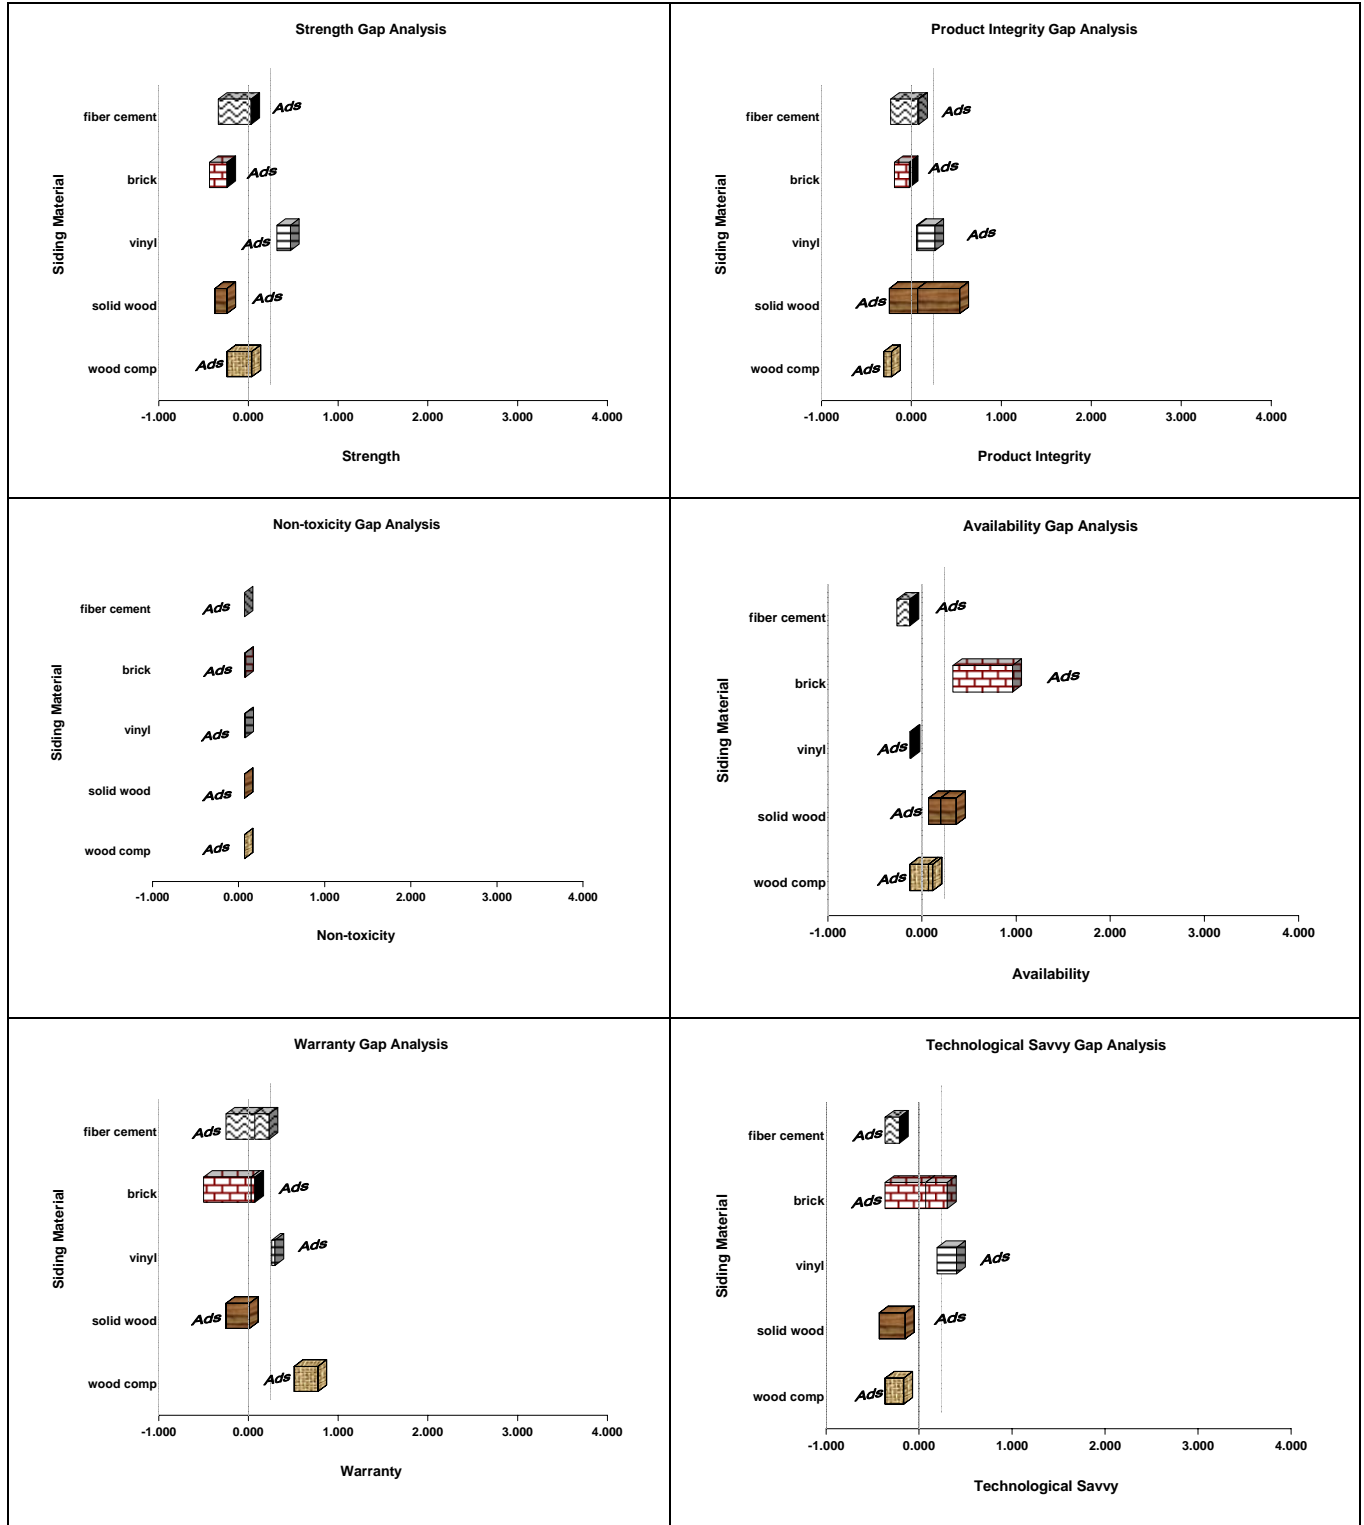 Strength Gap Analysis
Siding Material
fiber cement
Ads
brick
Ads
vinyl
Ads
solid wood
Ads
wood comp
Ads
-1.000 0.000 1.000 2.000 3.000 4.000
Strength
Product Integrity Gap Analysis
Siding Material
fiber cement
Ads
brick
Ads
vinyl
Ads
solid wood
Ads
wood comp
Ads
-1.000 0.000 1.000 2.000 3.000 4.000
Product Integrity
Non-toxicity Gap Analysis
Siding Material
fiber cement
Ads
brick
Ads
vinyl
Ads
solid wood
Ads
wood comp
Ads
-1.000 0.000 1.000 2.000 3.000 4.000
Non-toxicity
Availability Gap Analysis
Siding Material
fiber cement
Ads
brick
Ads
vinyl
Ads
solid wood
Ads
wood comp
Ads
-1.000 0.000 1.000 2.000 3.000 4.000
Availability
Warranty Gap Analysis
Siding Material
fiber cement
Ads
brick
Ads
vinyl
Ads
solid wood
Ads
wood comp
Ads
-1.000 0.000 1.000 2.000 3.000 4.000
Warranty
Technological Savvy Gap Analysis
Siding Material
fiber cement
Ads
brick
Ads
vinyl
Ads
solid wood
Ads
wood comp
Ads
-1.000 0.000 1.000 2.000 3.000 4.000
Technological Savvy